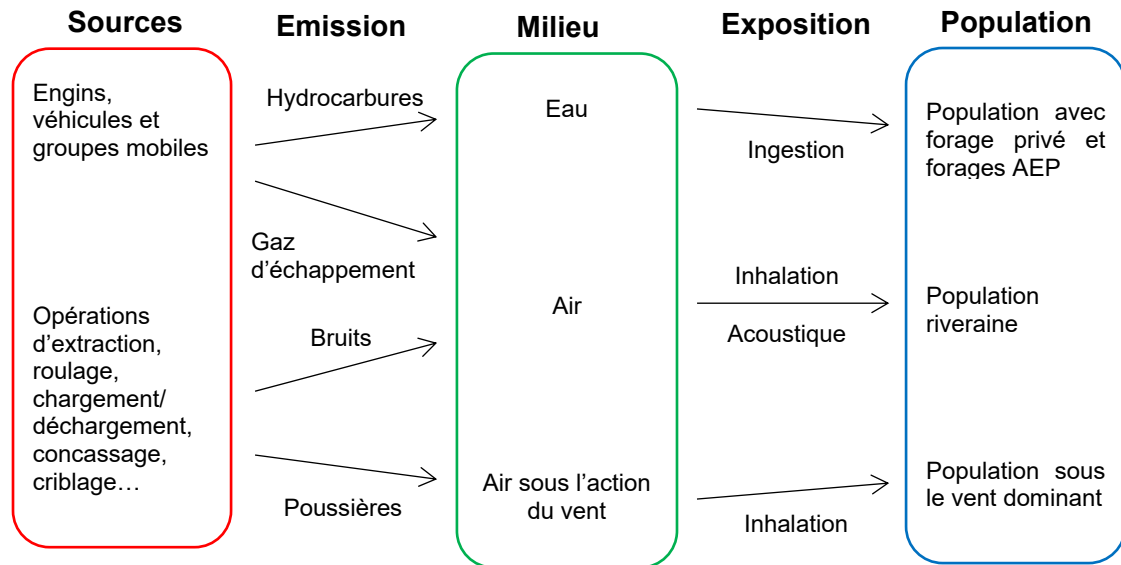 Sources
Emission
Milieu
Exposition
Population
Engins,
véhicules et
groupes mobiles
Hydrocarbures
Eau
Ingestion
Population avec
forage privé et
forages AEP
Gaz
d’échappement
Opérations
d’extraction,
roulage,
chargement/
déchargement,
concassage,
criblage…
Bruits
Air
Inhalation
Acoustique
Population
riveraine
Poussières
Air sous l’action
du vent
Inhalation
Population sous
le vent dominant